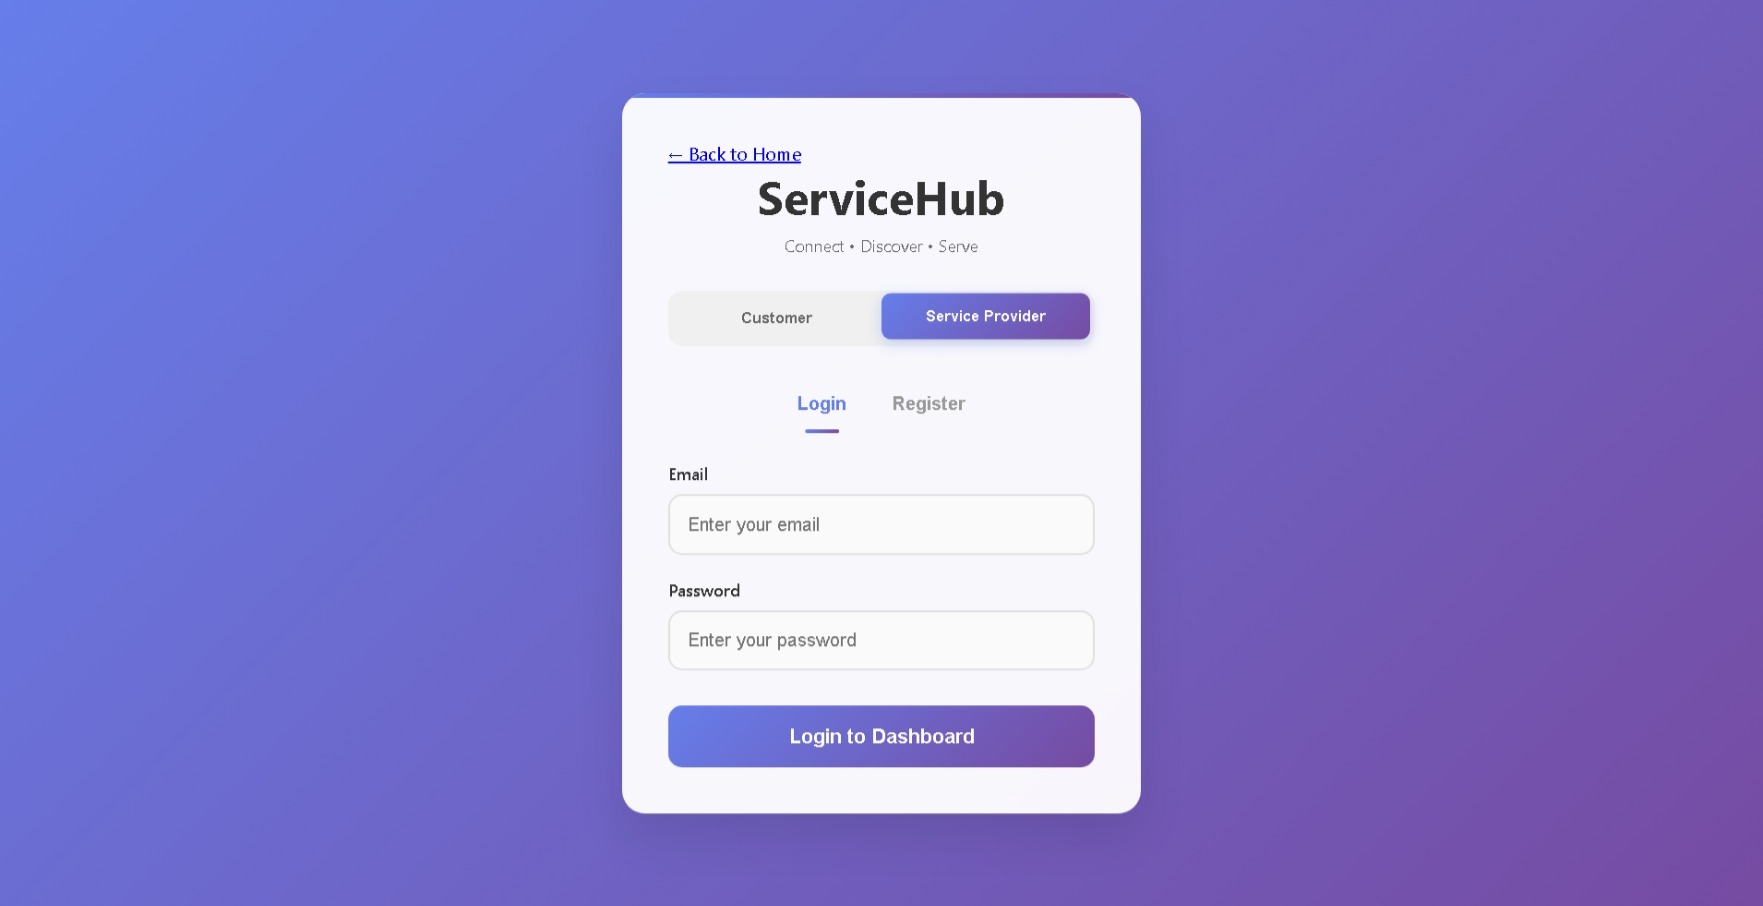 ← Back to Home
ServiceHub
Connect • Discover • Serve
Customer
Service Provider
Login
Register
Email
Enter your email
Password
Enter your password
Login to Dashboard